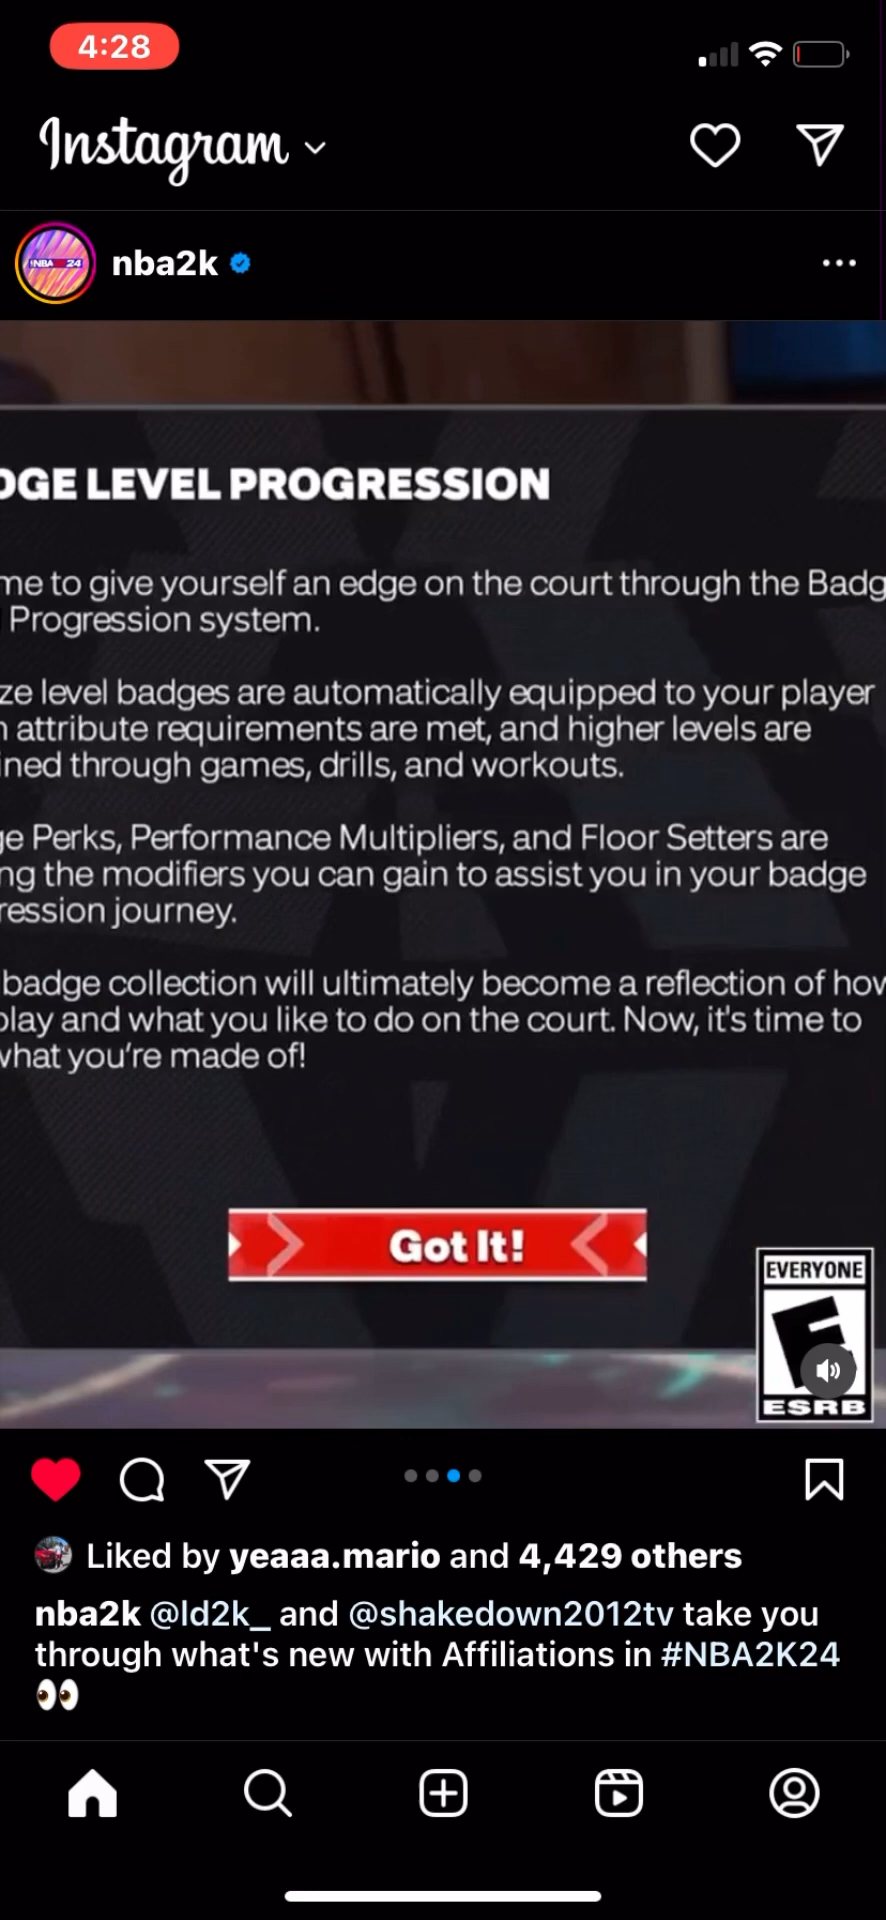 4:28
Instagram
NBA 24
nba2k
DGE LEVEL PROGRESSION
me to give yourself an edge on the court through the Badg
Progression system.
ze level badges are automatically equipped to your player
n attribute requirements are met, and higher levels are
ined through games, drills, and workouts.
ge Perks, Performance Multipliers, and Floor Setters are
ng the modifiers you can gain to assist you in your badge
ression journey.
badge collection will ultimately become a reflection of how
play and what you like to do on the court. Now, it's time to
what you're made of!
Got It!
EVERYONE
E
ESRB
Liked by yeaaa.mario and 4,429 others
nba2k @ld2k_ and @shakedown2012tv take you
through what's new with Affiliations in #NBA2K24
👀